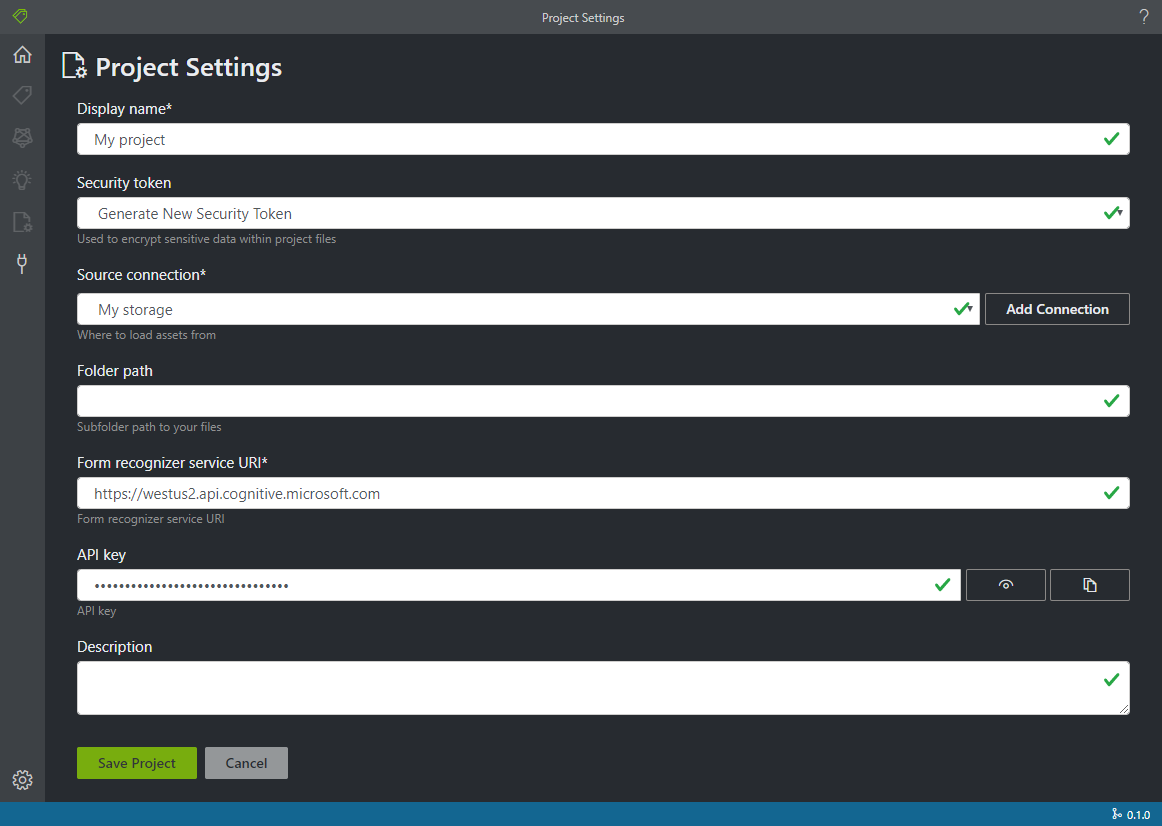 Project Settings
?
Project Settings
Display name*
My project
Security token
Generate New Security Token
Used to encrypt sensitive data within project files
Source connection*
My storage
Add Connection
Where to load assets from
Folder path
Subfolder path to your files
Form recognizer service URI*
https://westus2.api.cognitive.microsoft.com
Form recognizer service URI
API key
••••••••••••••••••••••••••••••••
API key
Description
Save Project
Cancel
0.1.0